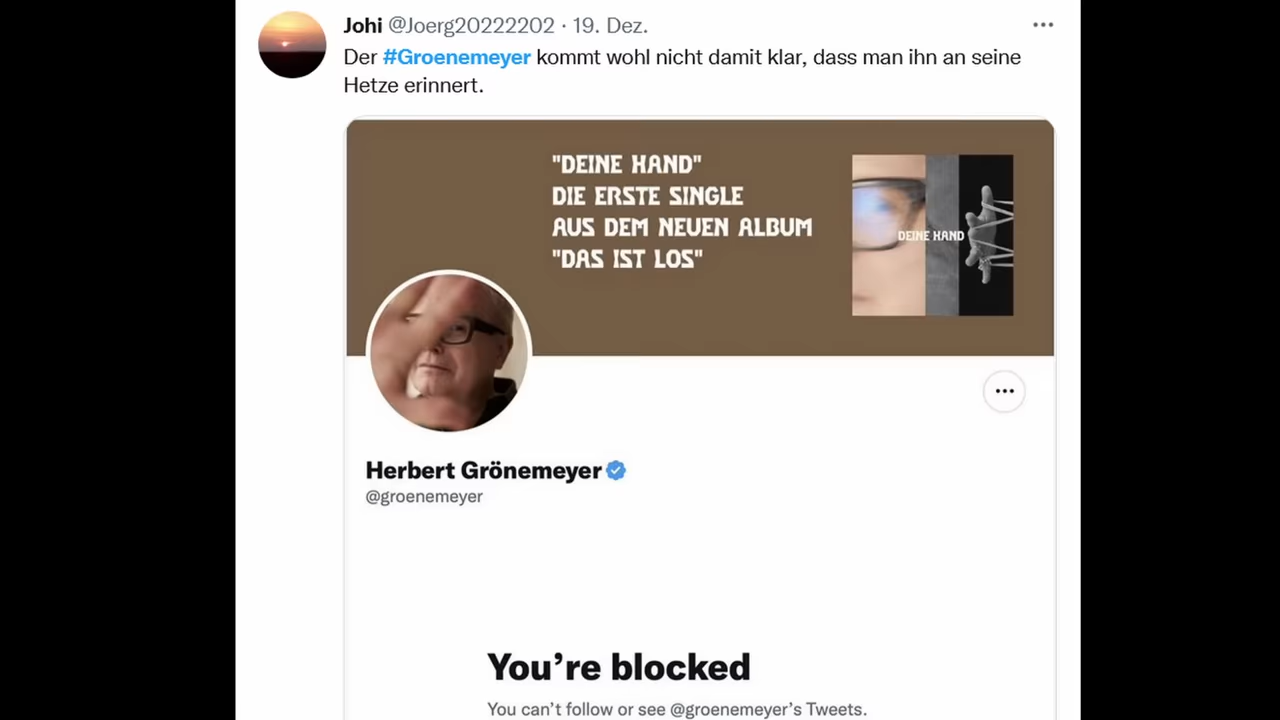 Johi @Joerg20222202 · 19. Dez.
Der #Groenemeyer kommt wohl nicht damit klar, dass man ihn an seine
Hetze erinnert.
"DEINE HAND"
DIE ERSTE SINGLE
AUS DEM NEUEN ALBUM
"DAS IST LOS"
DEINE HAND
Herbert Grönemeyer
@groenemeyer
You're blocked
You can't follow or see @groenemeyer's Tweets.